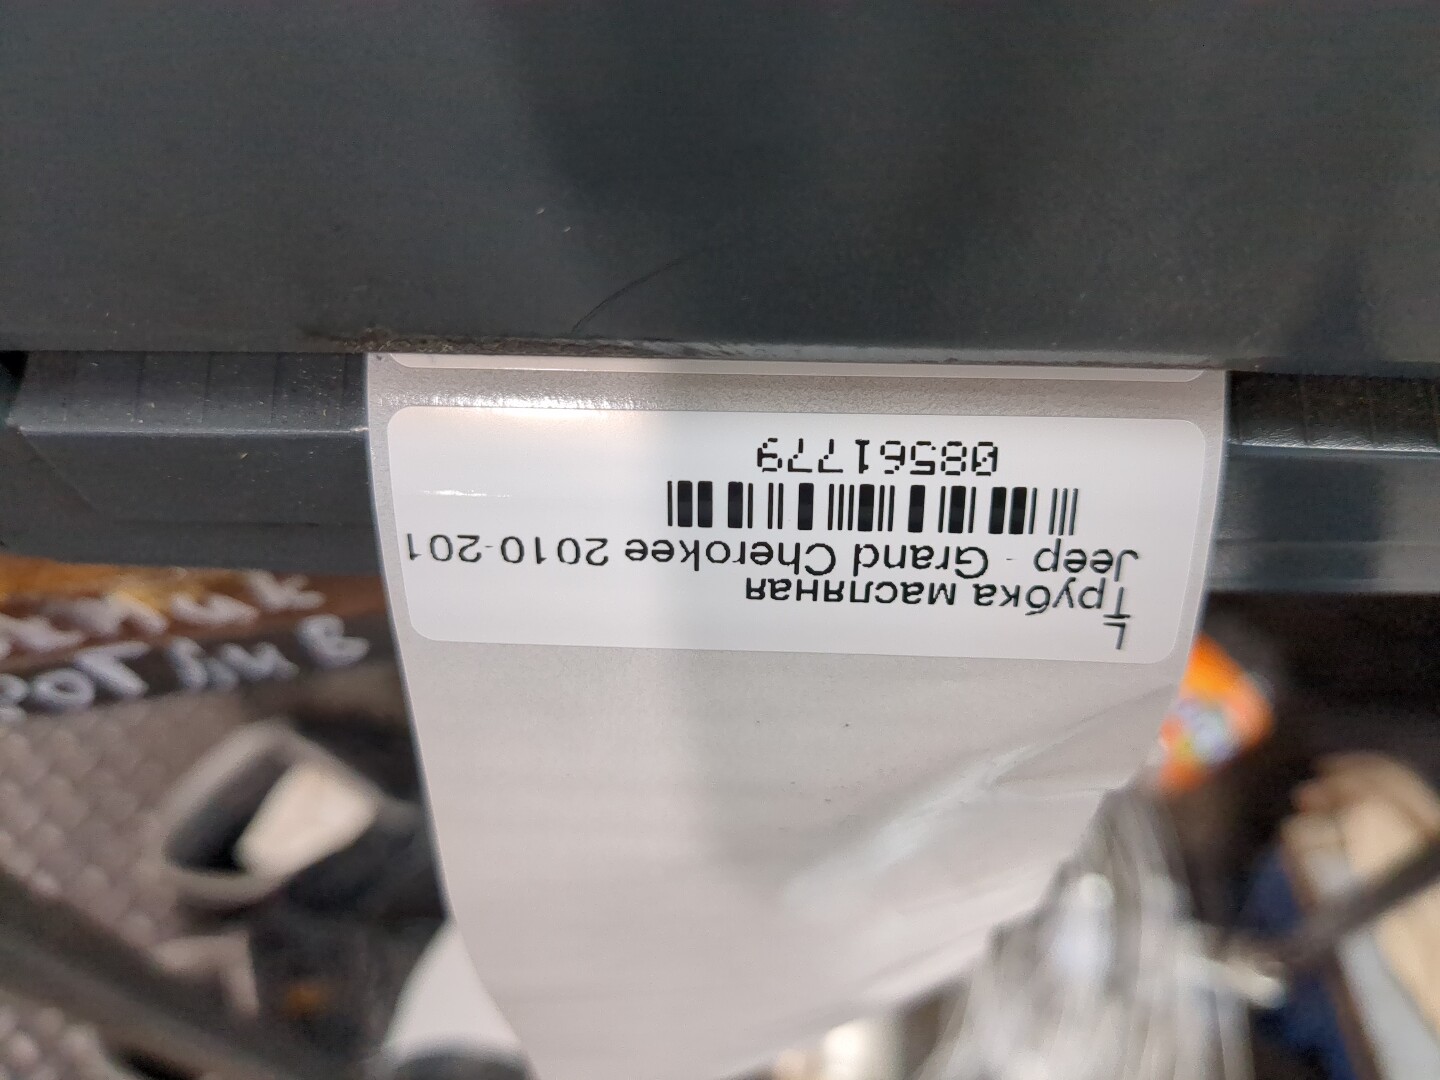 L
Трубка масляная
Jeep - Grand Cherokee 2010-201
08561779